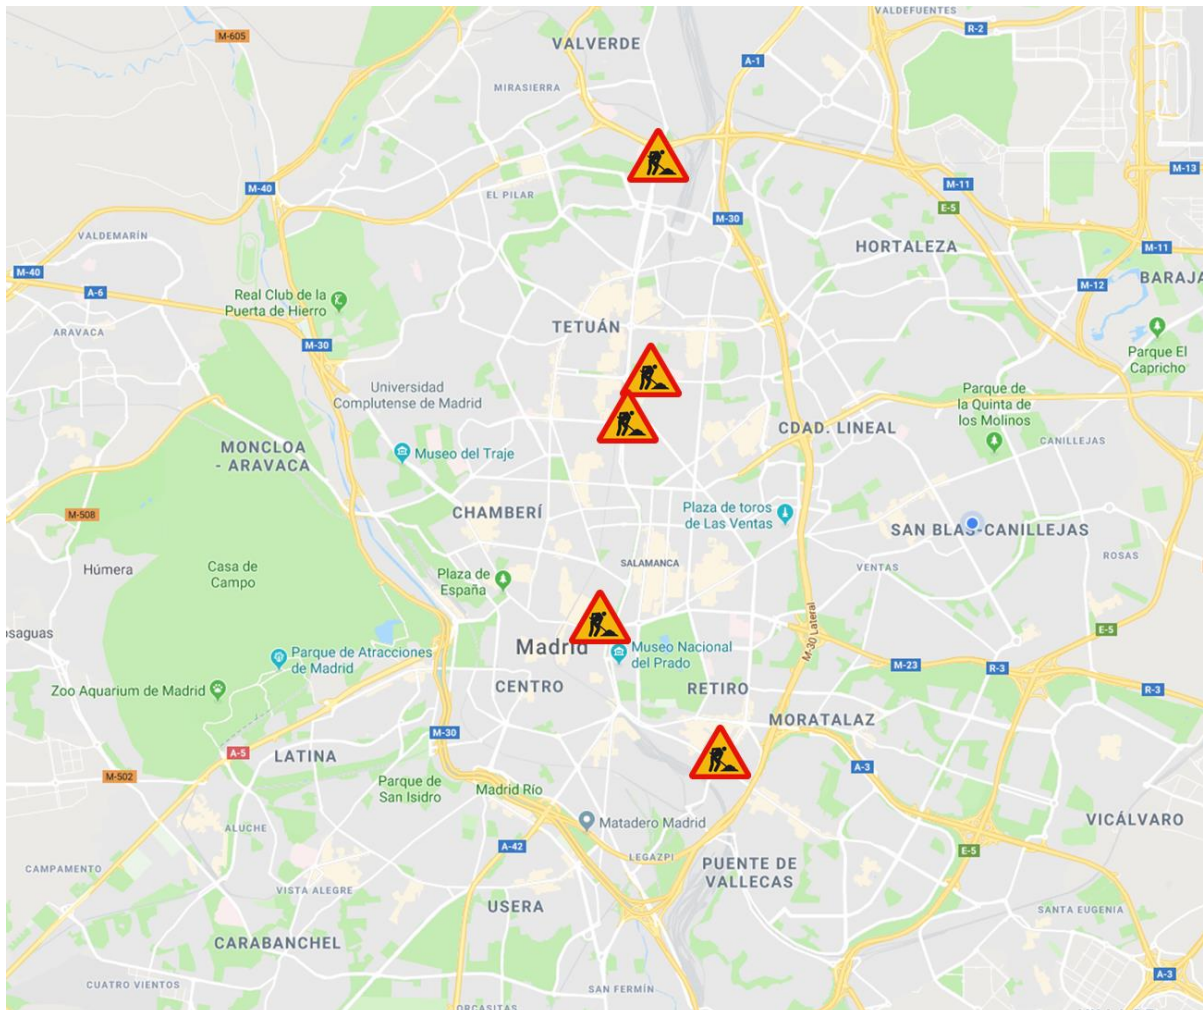 VALDEFUENTES
M-605
R-2
VALVERDE
A-1
MIRASIERRA
M-13
M-40
M-11
EL PILAR
E-5
M-30
VALDEMARÍN
HORTALEZA
M-11
M-40
BARAJA
M-12
A-6
Real Club de la
Puerta de Hierro
TETUÁN
ARAVACA
M-30
Parque El
Capricho
Universidad
Complutense de Madrid
Parque de
la Quinta de
los Molinos
CDAD. LINEAL
CANILLEJAS
MONCLOA
- ARAVACA
Museo del Traje
M-508
CHAMBERÍ
Plaza de toros
de Las Ventas
SAN BLAS-CANILLEJAS
ROSAS
Húmera
Casa de
Campo
SALAMANCA
VENTAS
Plaza de
España
M-30 Lateral
E-5
osaguas
Madrid
Museo Nacional
del Prado
Parque de Atracciones
de Madrid
M-23
R-3
Zoo Aquarium de Madrid
CENTRO
RETIRO
R-3
MORATALAZ
M-30
A-5
LATINA
A-3
M-502
Parque de
San Isidro
Madrid Río
Matadero Madrid
VICÁLVARO
ALUCHE
A-42
LEGAZPI
E-5
CAMPAMENTO
PUENTE DE
VALLECAS
VISTA ALEGRE
USERA
SANTA EUGENIA
CARABANCHEL
A-3
CUATRO VIENTOS
SAN FERMÍN
ORCASITAS